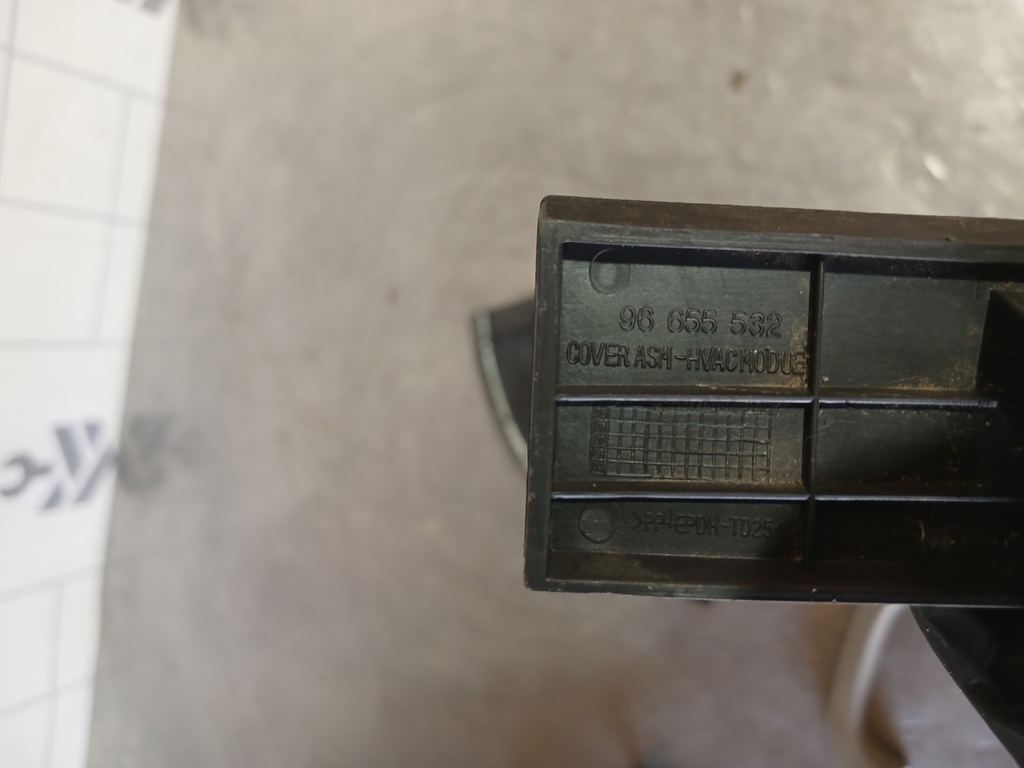 96 655 532
COVER ASM-HVAC MODULE
>PP+EPDM-TD25<